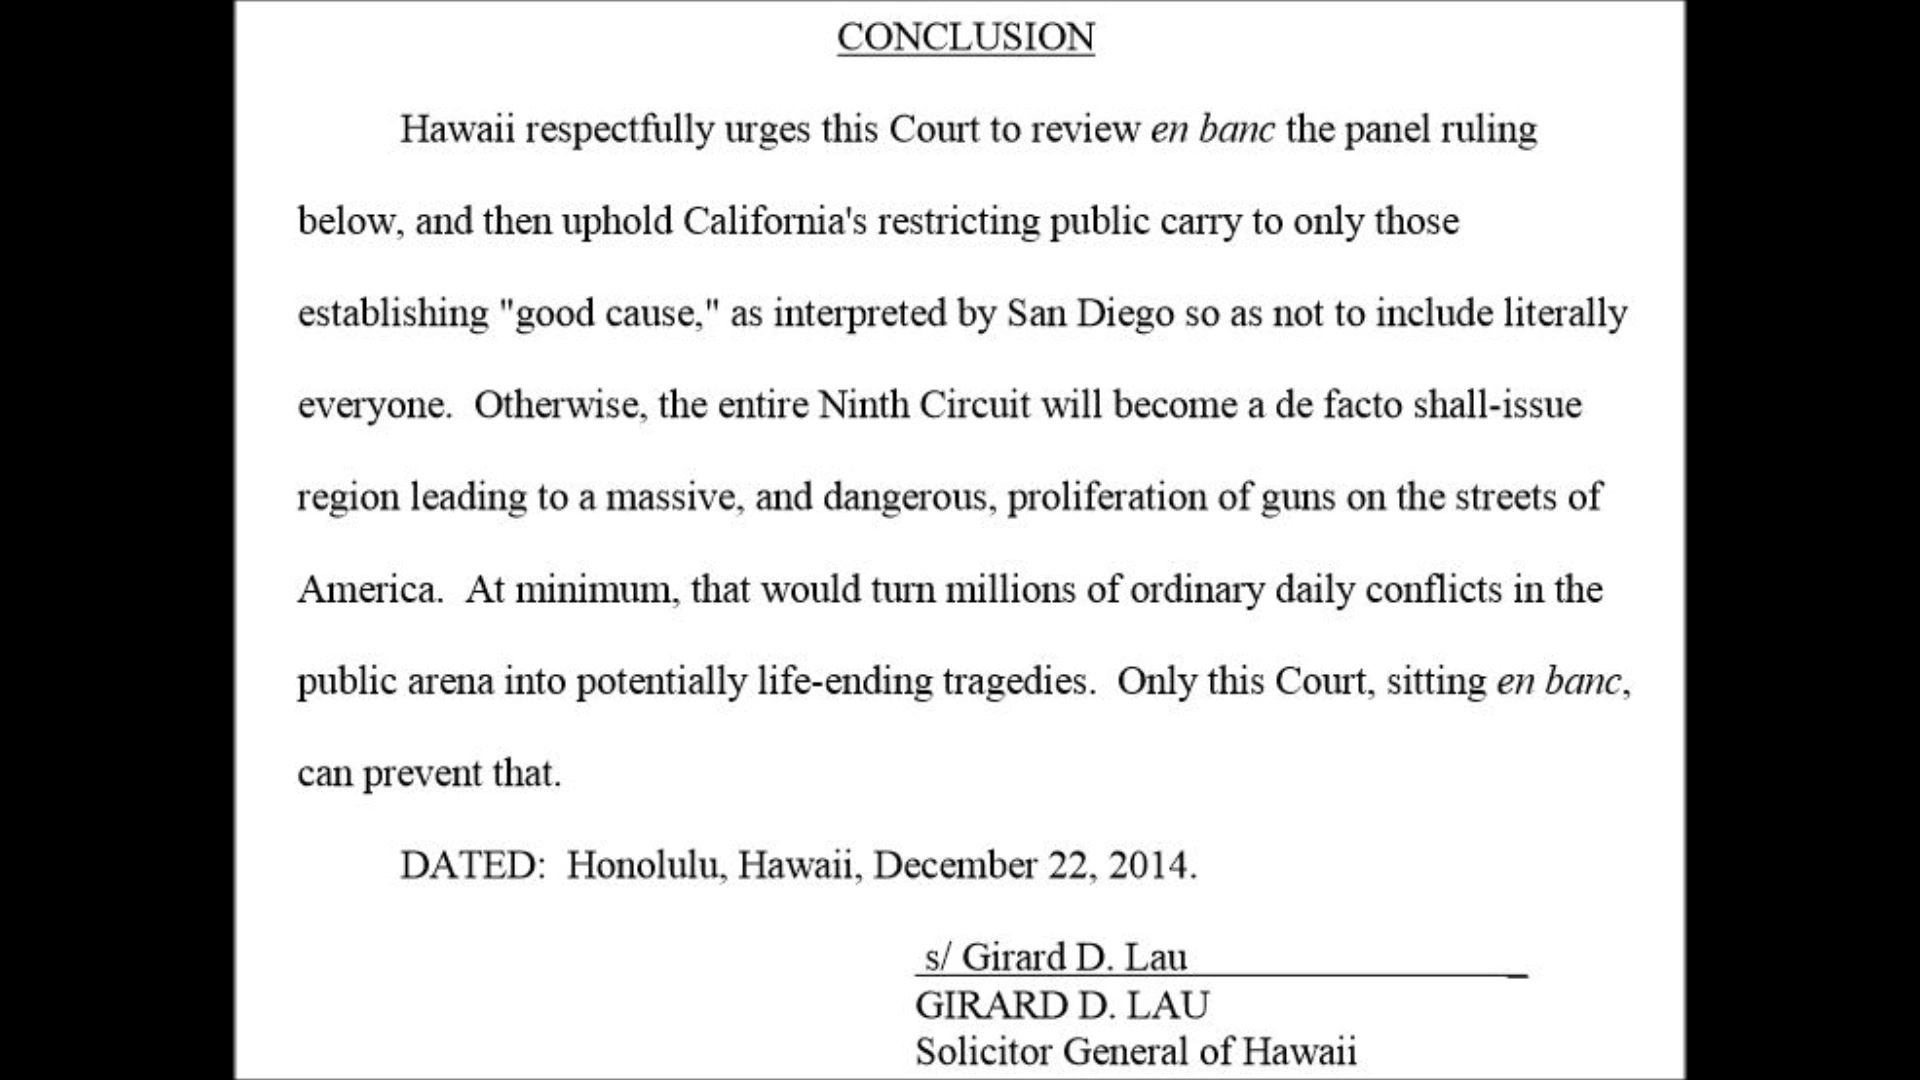 CONCLUSION
Hawaii respectfully urges this Court to review en banc the panel ruling
below, and then uphold California's restricting public carry to only those
establishing "good cause," as interpreted by San Diego so as not to include literally
everyone.  Otherwise, the entire Ninth Circuit will become a de facto shall-issue
region leading to a massive, and dangerous, proliferation of guns on the streets of
America.  At minimum, that would turn millions of ordinary daily conflicts in the
public arena into potentially life-ending tragedies.  Only this Court, sitting en banc,
can prevent that.
DATED:  Honolulu, Hawaii, December 22, 2014.
s/ Girard D. Lau
GIRARD D. LAU
Solicitor General of Hawaii